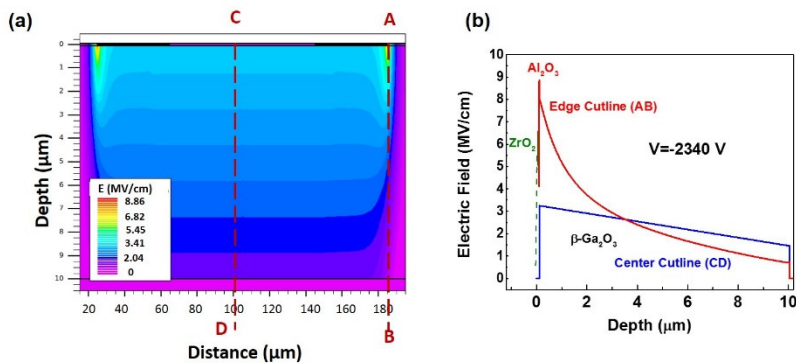 (a)
C
A
0
1
2
3
4
5
6
7
8
9
10
Depth (μm)
E (MV/cm)
8.86
6.82
5.45
3.41
2.04
0
20
40
60
80
100
120
140
160
180
D
B
Distance (μm)
(b)
Electric Field (MV/cm)
10
9
8
7
6
5
4
3
2
1
0
-1
Al₂O₃
Edge Cutline (AB)
ZrO₂
V=-2340 V
β-Ga₂O₃
Center Cutline (CD)
0
2
4
6
8
10
Depth (μm)